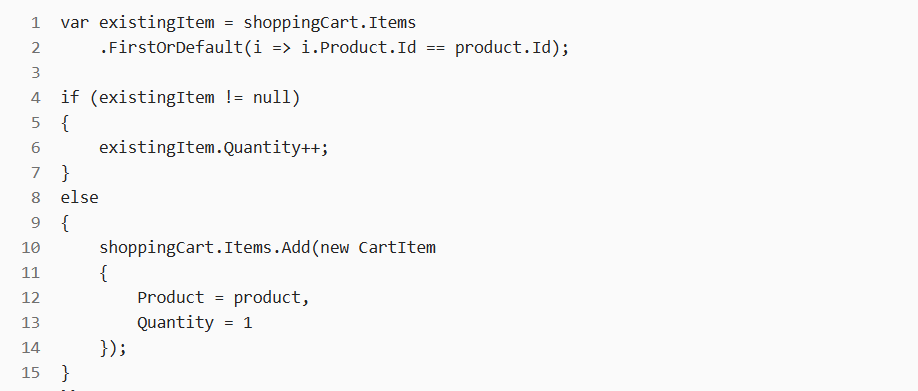 1 var existingItem = shoppingCart.Items
2     .FirstOrDefault(i => i.Product.Id == product.Id);
3
4 if (existingItem != null)
5 {
6     existingItem.Quantity++;
7 }
8 else
9 {
10     shoppingCart.Items.Add(new CartItem
11     {
12         Product = product,
13         Quantity = 1
14     });
15 }